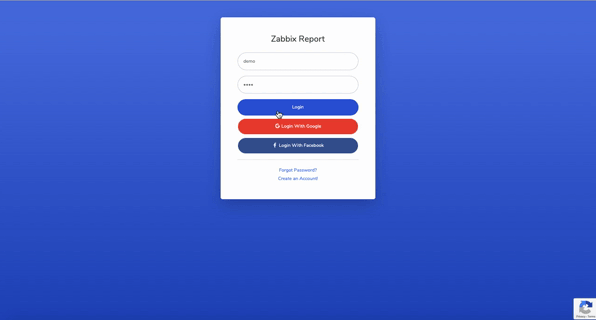 Zabbix Report
demo
••••
Login
G Login With Google
f Login With Facebook
Forgot Password?
Create an Account!
Privacy - Terms